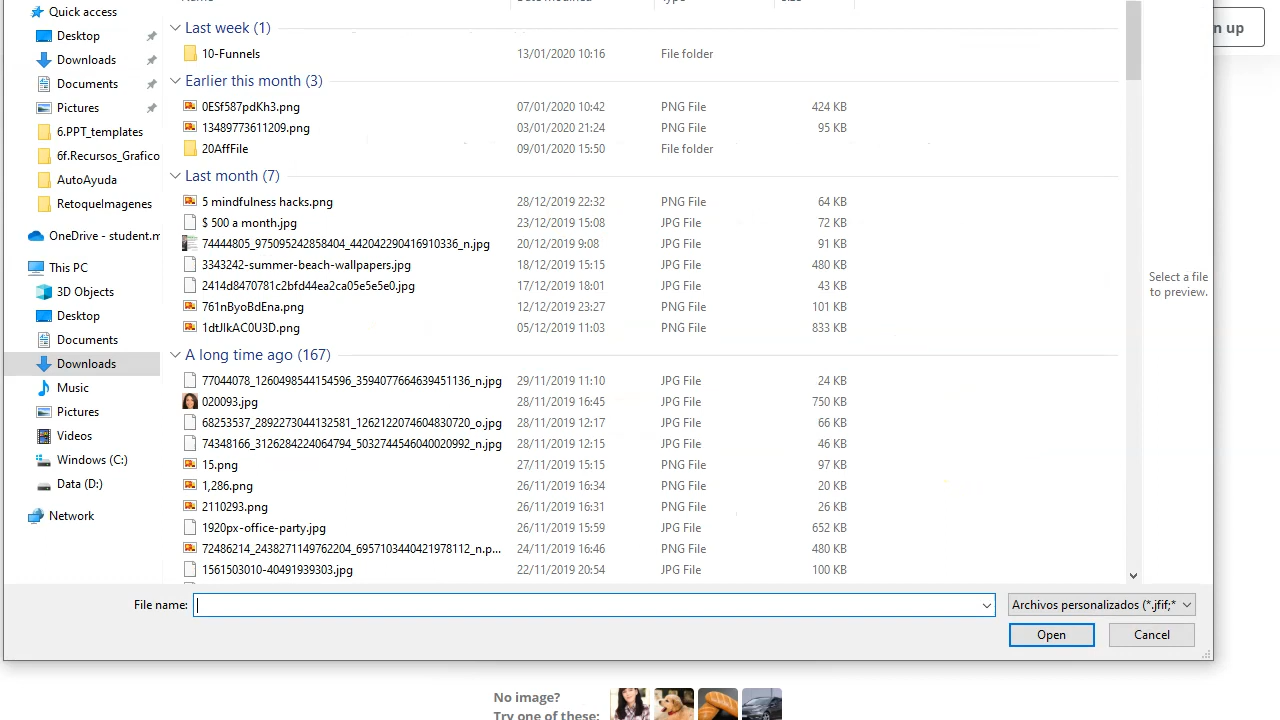 Quick access
Desktop
Downloads
Documents
Pictures
6.PPT_templates
6f.Recursos_Grafico
AutoAyuda
RetoqueImagenes
OneDrive - student.m
This PC
3D Objects
Desktop
Documents
Downloads
Music
Pictures
Videos
Windows (C:)
Data (D:)
Network
Last week (1)
10-Funnels 13/01/2020 10:16 File folder
Earlier this month (3)
0ESf587pdKh3.png 07/01/2020 10:42 PNG File 424 KB
13489773611209.png 03/01/2020 21:24 PNG File 95 KB
20AffFile 09/01/2020 15:50 File folder
Last month (7)
5 mindfulness hacks.png 28/12/2019 22:32 PNG File 64 KB
$ 500 a month.jpg 23/12/2019 15:08 JPG File 72 KB
74444805_975095242858404_442042290416910336_n.jpg 20/12/2019 9:08 JPG File 91 KB
3343242-summer-beach-wallpapers.jpg 18/12/2019 15:15 JPG File 480 KB
2414d8470781c2bfd44ea2ca05e5e5e0.jpg 17/12/2019 18:01 JPG File 43 KB
761nByoBdEna.png 12/12/2019 23:27 PNG File 101 KB
1dtJlkAC0U3D.png 05/12/2019 11:03 PNG File 833 KB
A long time ago (167)
77044078_1260498544154596_3594077664639451136_n.jpg 29/11/2019 11:10 JPG File 24 KB
020093.jpg 28/11/2019 16:45 JPG File 750 KB
68253537_2892273044132581_1262122074604830720_o.jpg 28/11/2019 12:17 JPG File 66 KB
74348166_3126284224064794_5032744546040020992_n.jpg 28/11/2019 12:15 JPG File 46 KB
15.png 27/11/2019 15:15 PNG File 97 KB
1,286.png 26/11/2019 16:34 PNG File 20 KB
2110293.png 26/11/2019 16:31 PNG File 26 KB
1920px-office-party.jpg 26/11/2019 15:59 JPG File 652 KB
72486214_2438271149762204_6957103440421978112_n.p... 24/11/2019 16:46 PNG File 480 KB
1561503010-40491939303.jpg 22/11/2019 20:54 JPG File 100 KB
Select a file
to preview.
n up
File name:
Archivos personalizados (*.jfif;*
Open
Cancel
No image?
Try one of these: